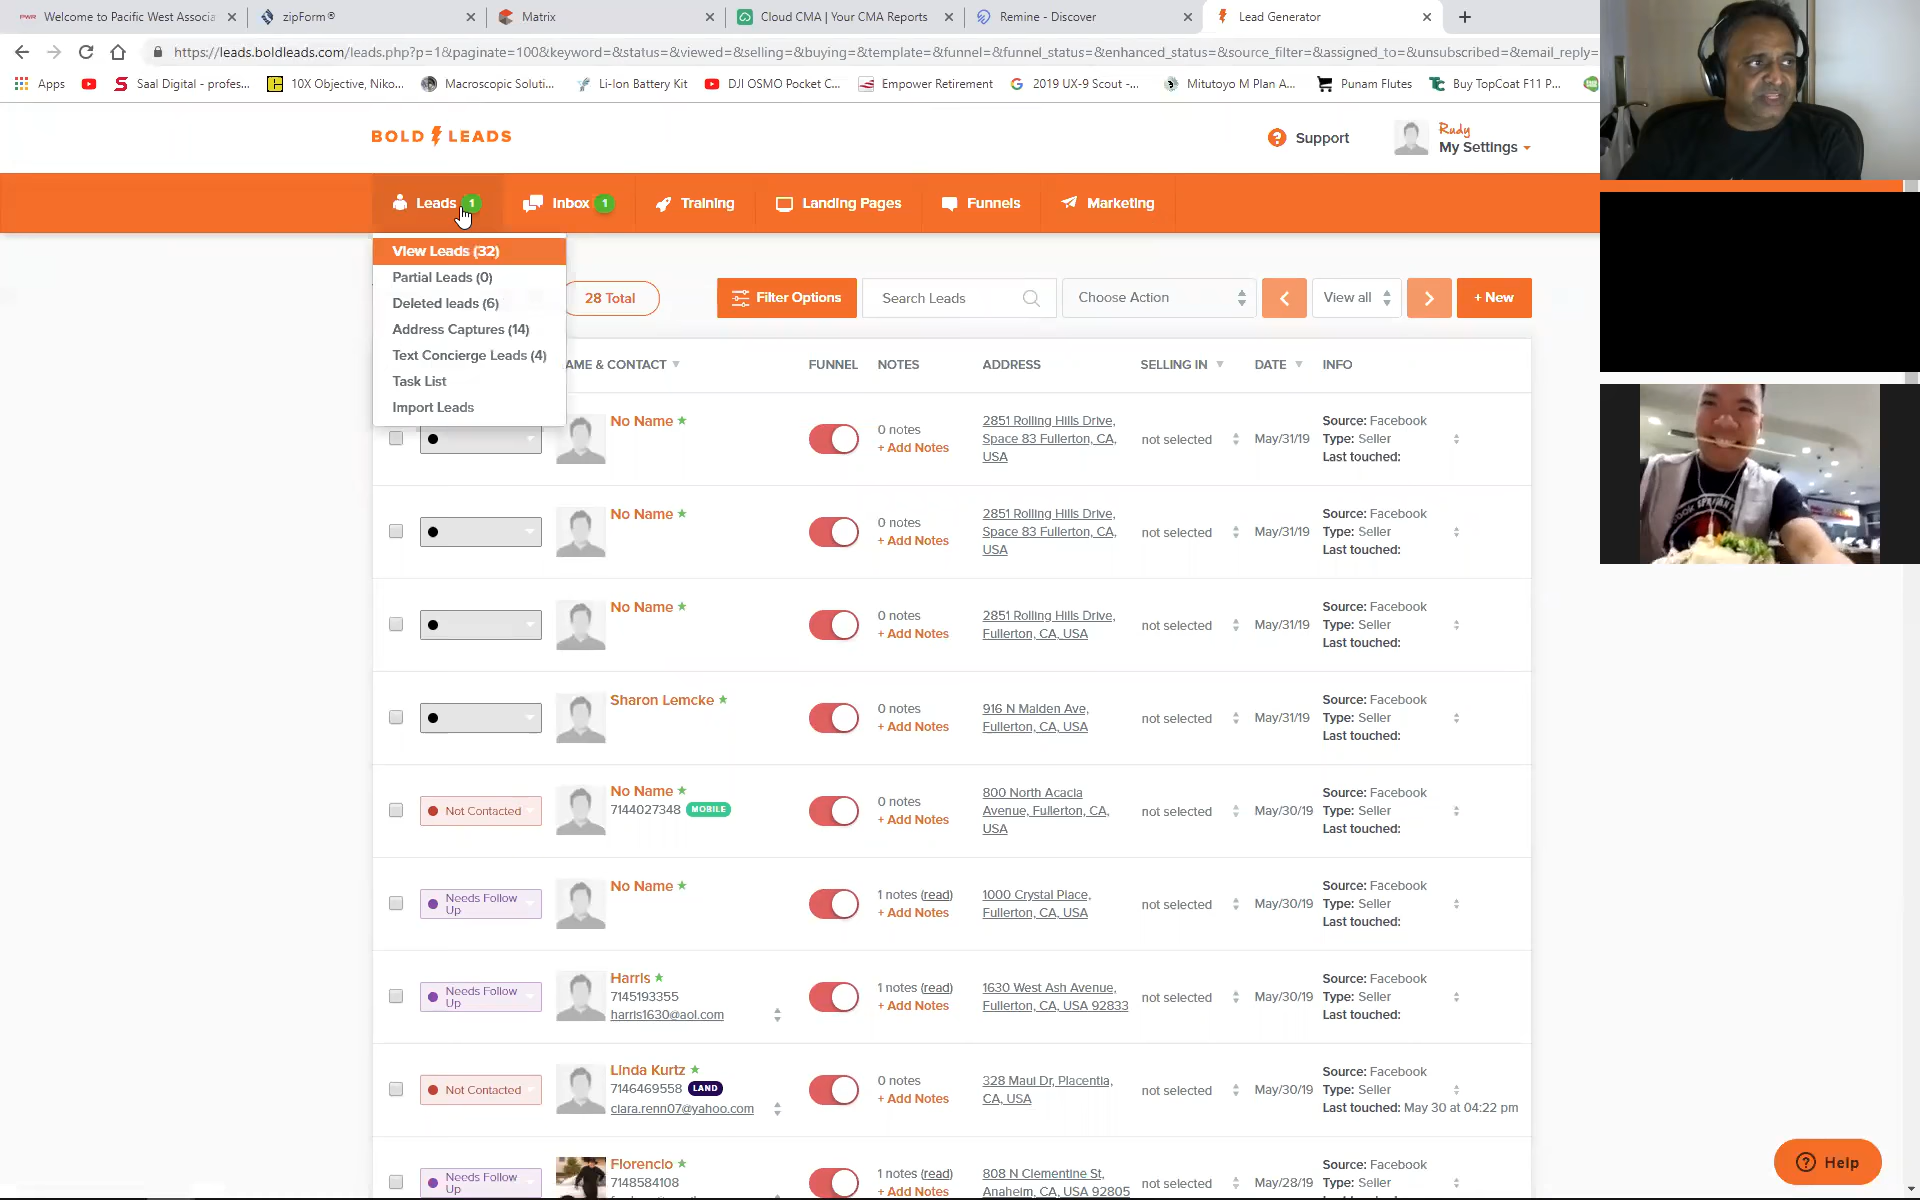 PWR Welcome to Pacific West Associa
zipForm®
Matrix
Cloud CMA | Your CMA Reports
Remine - Discover
Lead Generator
https://leads.boldleads.com/leads.php?p=1&paginate=100&keyword=&status=&viewed=&selling=&buying=&template=&funnel=&funnel_status=&enhanced_status=&source_filter=&assigned_to=&unsubscribed=&email_reply=
Apps
Saal Digital - profes...
10X Objective, Niko...
Macroscopic Soluti...
Li-Ion Battery Kit
DJI OSMO Pocket C...
Empower Retirement
2019 UX-9 Scout -...
Mitutoyo M Plan A...
Punam Flutes
Buy TopCoat F11 P...
BOLD LEADS
Support
Rudy
My Settings
Leads 1
Inbox 1
Training
Landing Pages
Funnels
Marketing
View Leads (32)
Partial Leads (0)
Deleted leads (6)
Address Captures (14)
Text Concierge Leads (4)
Task List
Import Leads
28 Total
Filter Options
Search Leads
Choose Action
View all
+ New
AME & CONTACT
FUNNEL
NOTES
ADDRESS
SELLING IN
DATE
INFO
No Name
0 notes
+ Add Notes
2851 Rolling Hills Drive,
Space 83 Fullerton, CA,
USA
not selected
May/31/19
Source: Facebook
Type: Seller
Last touched:
No Name
0 notes
+ Add Notes
2851 Rolling Hills Drive,
Space 83 Fullerton, CA,
USA
not selected
May/31/19
Source: Facebook
Type: Seller
Last touched:
No Name
0 notes
+ Add Notes
2851 Rolling Hills Drive,
Fullerton, CA, USA
not selected
May/31/19
Source: Facebook
Type: Seller
Last touched:
Sharon Lemcke
0 notes
+ Add Notes
916 N Malden Ave,
Fullerton, CA, USA
not selected
May/31/19
Source: Facebook
Type: Seller
Last touched:
Not Contacted
No Name
7144027348 MOBILE
0 notes
+ Add Notes
800 North Acacia
Avenue, Fullerton, CA,
USA
not selected
May/30/19
Source: Facebook
Type: Seller
Last touched:
Needs Follow
Up
No Name
1 notes (read)
+ Add Notes
1000 Crystal Place,
Fullerton, CA, USA
not selected
May/30/19
Source: Facebook
Type: Seller
Last touched:
Needs Follow
Up
Harris
7145193355
harris1630@aol.com
1 notes (read)
+ Add Notes
1630 West Ash Avenue,
Fullerton, CA, USA 92833
not selected
May/30/19
Source: Facebook
Type: Seller
Last touched:
Not Contacted
Linda Kurtz
7146469558 LAND
clara.renn07@yahoo.com
0 notes
+ Add Notes
328 Maui Dr, Placentia,
CA, USA
not selected
May/30/19
Source: Facebook
Type: Seller
Last touched: May 30 at 04:22 pm
Needs Follow
Up
Florencio
7148584108
1 notes (read)
+ Add Notes
808 N Clementine St,
Anaheim, CA, USA 92805
not selected
May/28/19
Source: Facebook
Type: Seller
Last touched:
Help